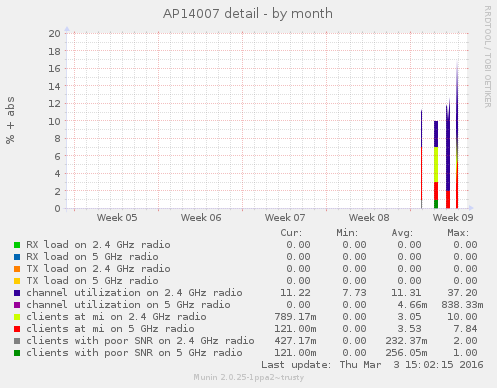 AP14007 detail - by month
RRDTOOL / TOBI OETIKER
% + abs
20
18
16
14
12
10
8
6
4
2
0
Week 05 Week 06 Week 07 Week 08 Week 09
Cur: Min: Avg: Max:
RX load on 2.4 GHz radio 0.00 0.00 0.00 0.00
RX load on 5 GHz radio 0.00 0.00 0.00 0.00
TX load on 2.4 GHz radio 0.00 0.00 0.00 0.00
TX load on 5 GHz radio 0.00 0.00 0.00 0.00
channel utilization on 2.4 GHz radio 11.22 7.73 11.31 37.20
channel utilization on 5 GHz radio 0.00 0.00 4.66m 838.33m
clients at mi on 2.4 GHz radio 789.17m 0.00 3.05 10.00
clients at mi on 5 GHz radio 121.00m 0.00 3.53 7.84
clients with poor SNR on 2.4 GHz radio 427.17m 0.00 232.37m 2.00
clients with poor SNR on 5 GHz radio 121.00m 0.00 256.05m 1.00
Last update: Thu Mar 3 15:02:15 2016
Munin 2.0.25-1ppa2~trusty